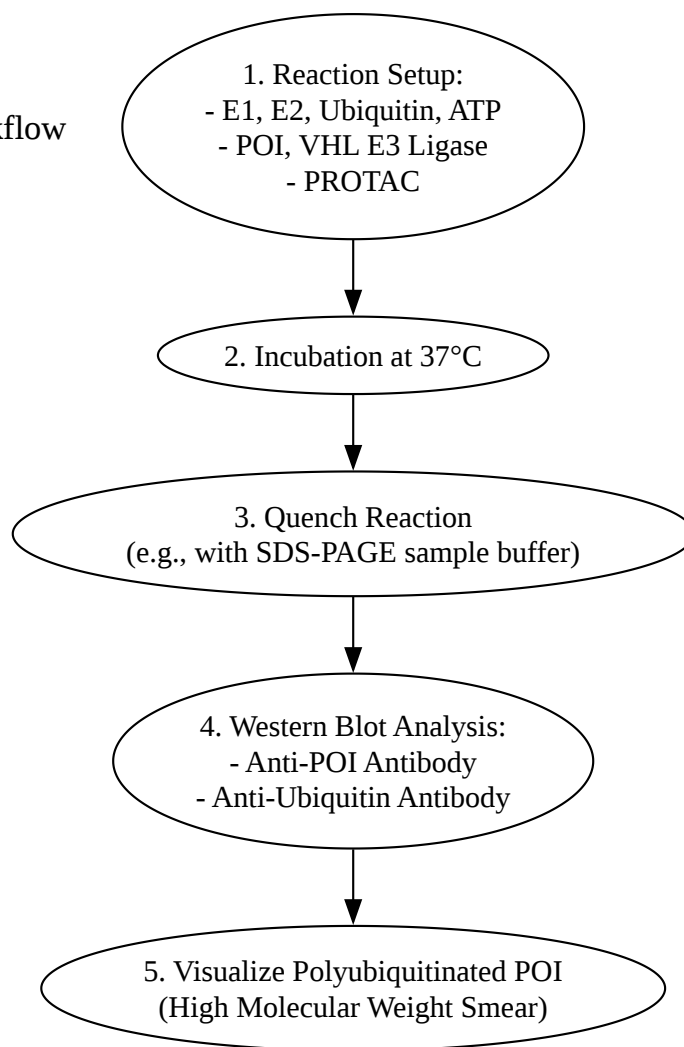 1. Reaction Setup:
- E1, E2, Ubiquitin, ATP
- POI, VHL E3 Ligase
- PROTAC
2. Incubation at 37°C
3. Quench Reaction
(e.g., with SDS-PAGE sample buffer)
4. Western Blot Analysis:
- Anti-POI Antibody
- Anti-Ubiquitin Antibody
5. Visualize Polyubiquitinated POI
(High Molecular Weight Smear)